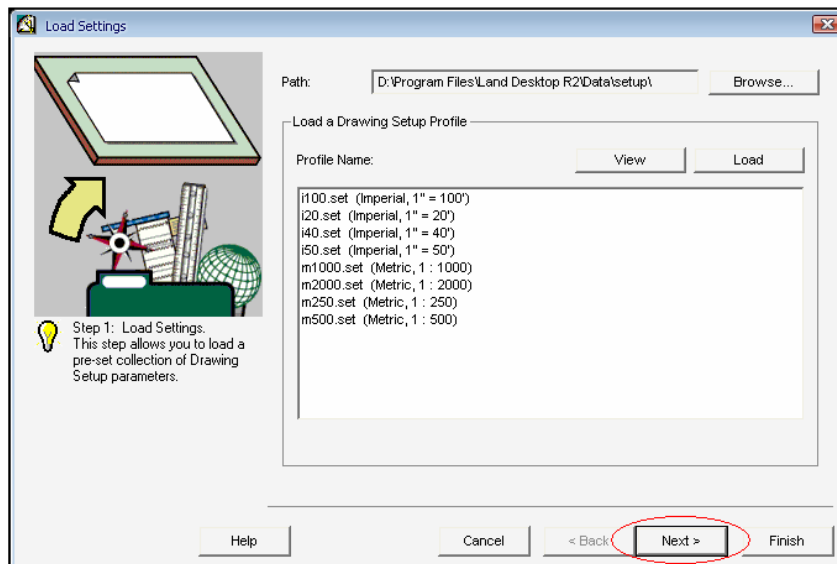 Load Settings
Path:
D:\Program Files\Land Desktop R2\Data\setup\
Browse...
Load a Drawing Setup Profile
Profile Name:
View
Load
i100.set (Imperial, 1" = 100')
i20.set (Imperial, 1" = 20')
i40.set (Imperial, 1" = 40')
i50.set (Imperial, 1" = 50')
m1000.set (Metric, 1 : 1000)
m2000.set (Metric, 1 : 2000)
m250.set (Metric, 1 : 250)
m500.set (Metric, 1 : 500)
Step 1: Load Settings.
This step allows you to load a
pre-set collection of Drawing
Setup parameters.
Help
Cancel
< Back
Next >
Finish